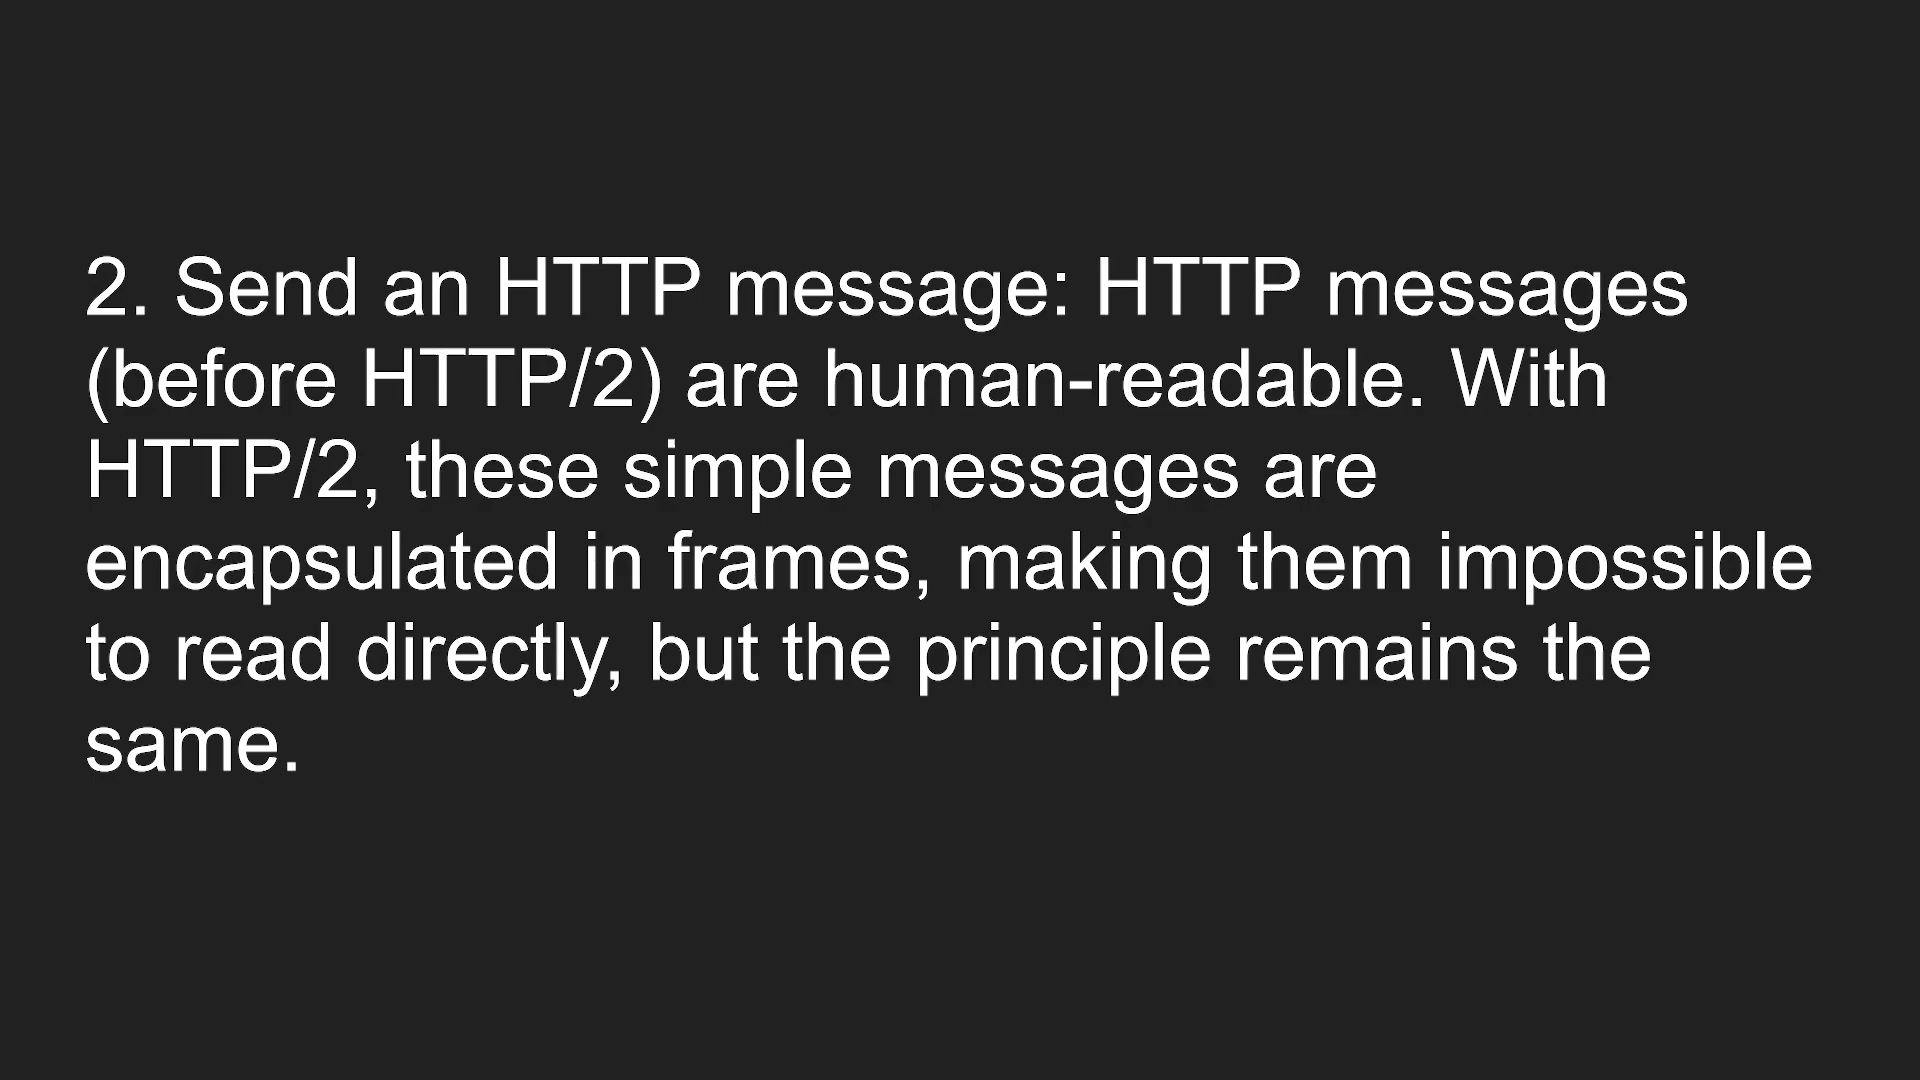 2. Send an HTTP message: HTTP messages
(before HTTP/2) are human-readable. With
HTTP/2, these simple messages are
encapsulated in frames, making them impossible
to read directly, but the principle remains the
same.